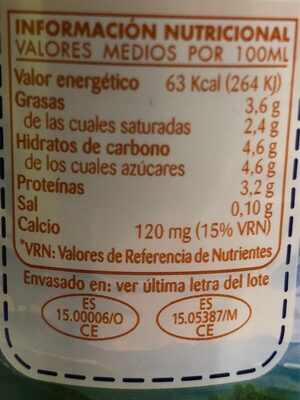 INFORMACIÓN NUTRICIONAL
VALORES MEDIOS POR 100ML
Valor energético 63 Kcal (264 KJ)
Grasas 3,6 g
de las cuales saturadas 2,4 g
Hidratos de carbono 4,6 g
de los cuales azúcares 4,6 g
Proteínas 3,2 g
Sal 0,10 g
Calcio 120 mg (15% VRN)
*VRN: Valores de Referencia de Nutrientes
Envasado en: ver última letra del lote
ES ES
15.00006/O 15.05387/M
CE CE